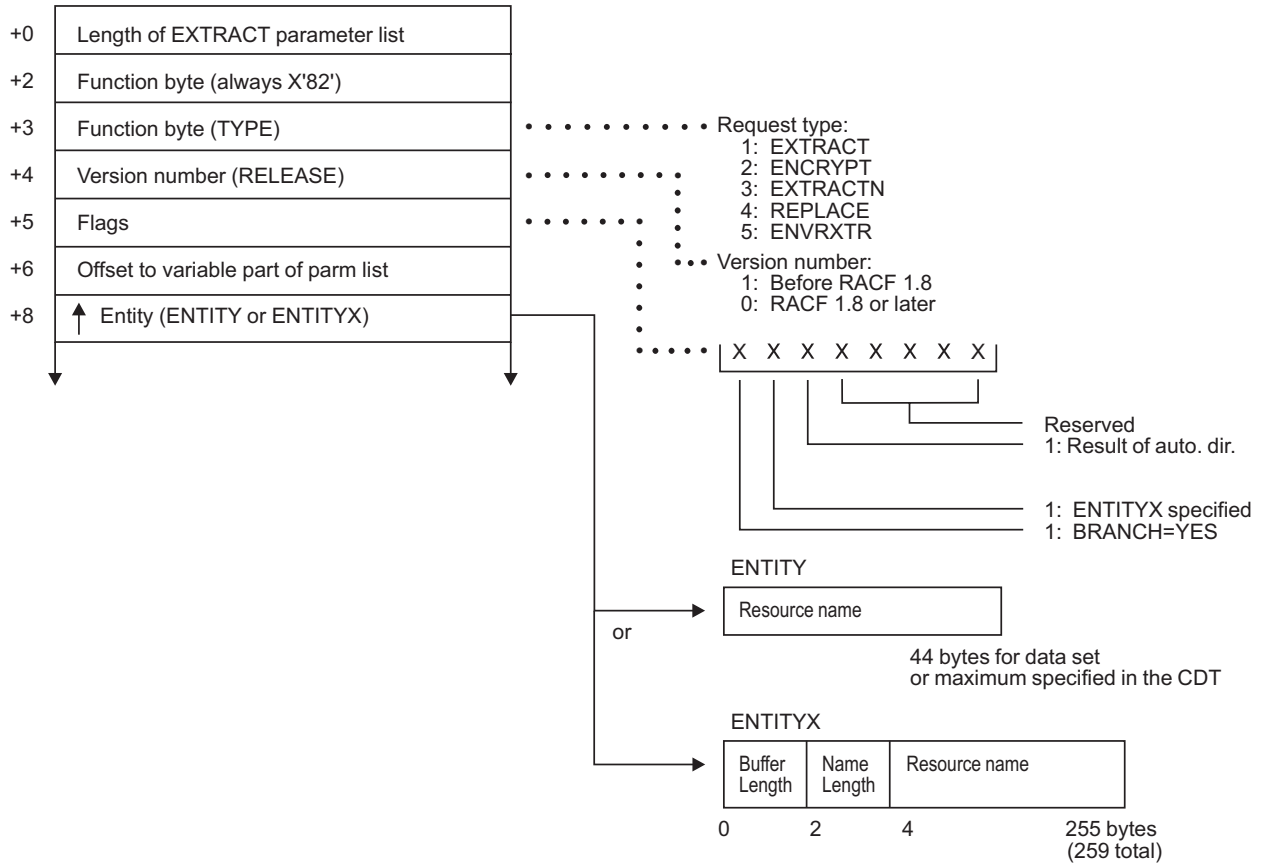 +0 Length of EXTRACT parameter list
+2 Function byte (always X'82')
+3 Function byte (TYPE)
+4 Version number (RELEASE)
+5 Flags
+6 Offset to variable part of parm list
+8 Entity (ENTITY or ENTITYX)
Request type:
1: EXTRACT
2: ENCRYPT
3: EXTRACTN
4: REPLACE
5: ENVRXTR
Version number:
1: Before RACF 1.8
0: RACF 1.8 or later
X X X X X X X X
Reserved
1: Result of auto. dir.
1: ENTITYX specified
1: BRANCH=YES
ENTITY
Resource name
or
44 bytes for data set
or maximum specified in the CDT
ENTITYX
Buffer Length
Name Length
Resource name
0 2 4 255 bytes
(259 total)